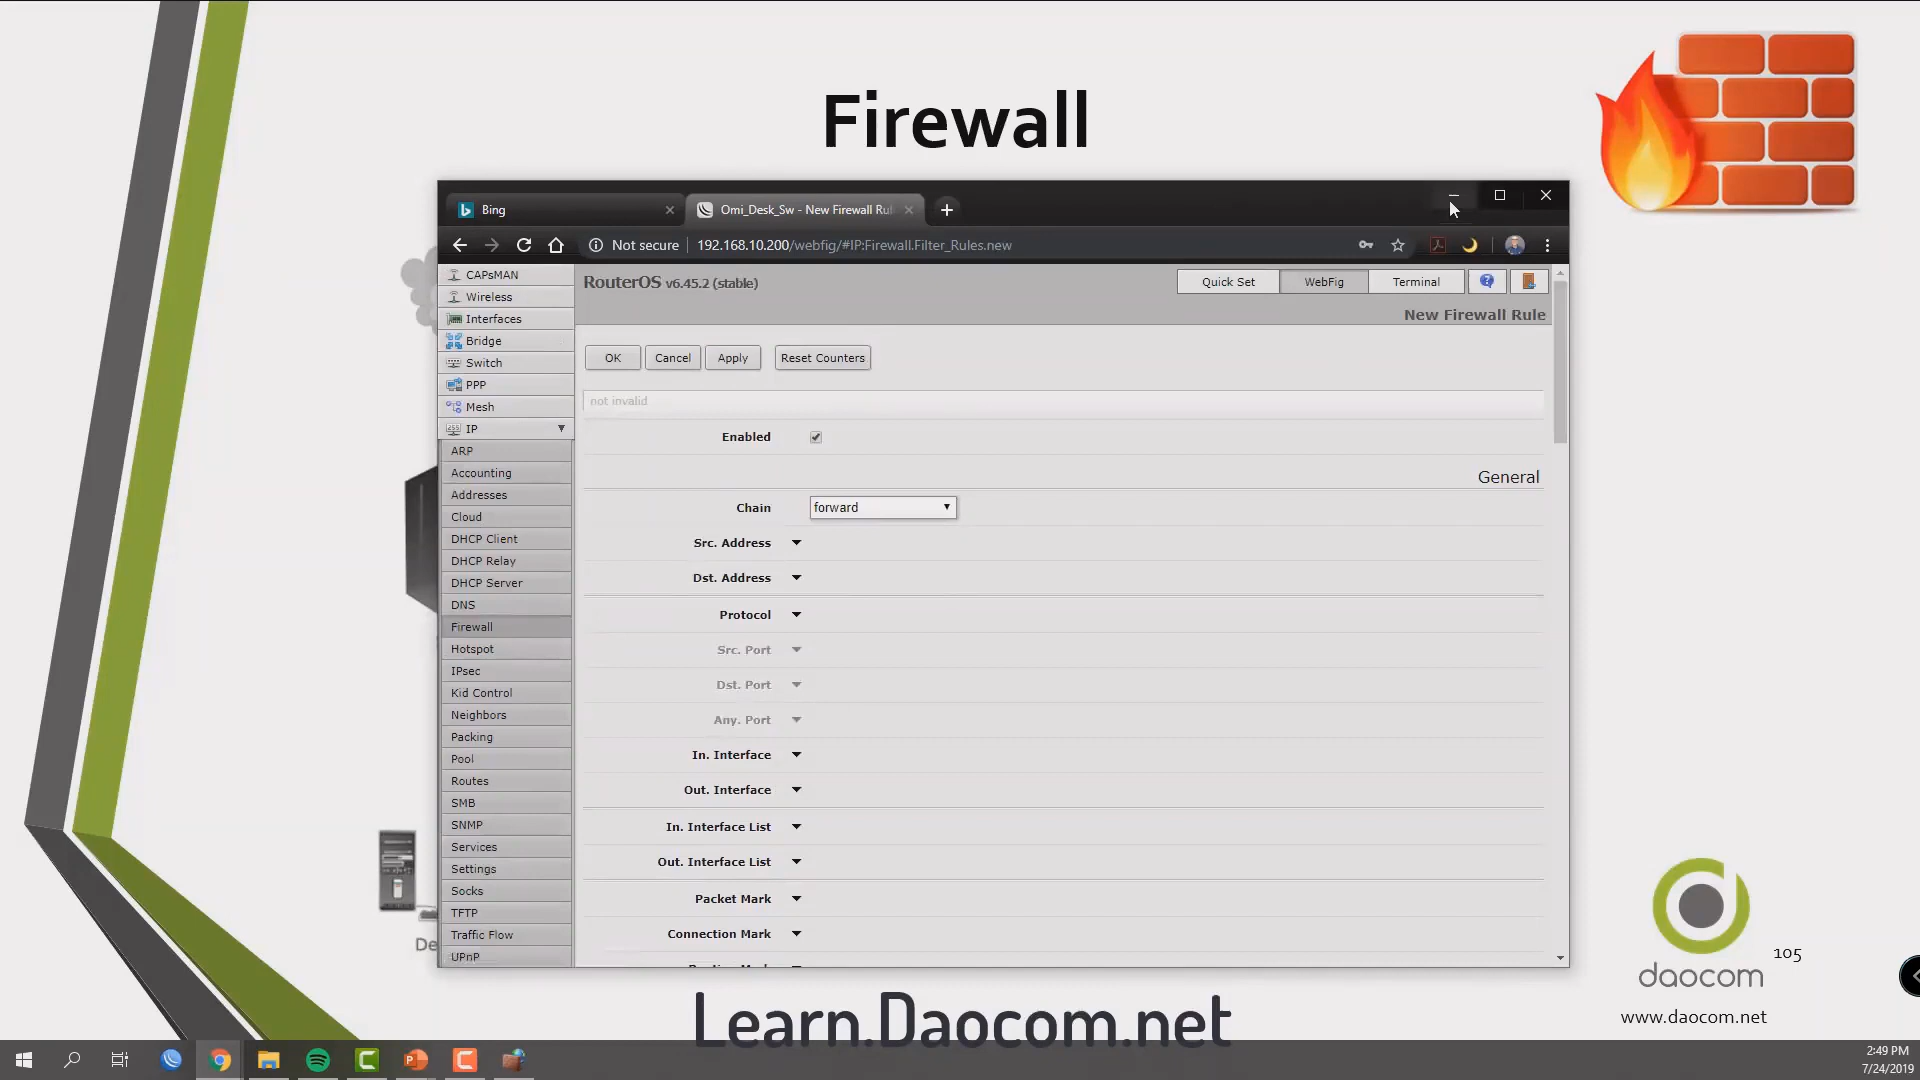 Firewall
Bing
Omi_Desk_Sw - New Firewall Rul
Not secure
192.168.10.200/webfig/#IP:Firewall.Filter_Rules.new
CAPsMAN
Wireless
Interfaces
Bridge
Switch
PPP
Mesh
IP
ARP
Accounting
Addresses
Cloud
DHCP Client
DHCP Relay
DHCP Server
DNS
Firewall
Hotspot
IPsec
Kid Control
Neighbors
Packing
Pool
Routes
SMB
SNMP
Services
Settings
Socks
TFTP
Traffic Flow
UPnP
RouterOS v6.45.2 (stable)
Quick Set
WebFig
Terminal
New Firewall Rule
OK
Cancel
Apply
Reset Counters
not invalid
Enabled
General
Chain
forward
Src. Address
Dst. Address
Protocol
Src. Port
Dst. Port
Any. Port
In. Interface
Out. Interface
In. Interface List
Out. Interface List
Packet Mark
Connection Mark
De
105
daocom
www.daocom.net
Learn.Daocom.net
2:49 PM
7/24/2019